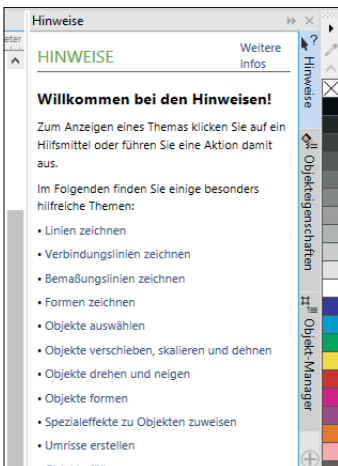 Hinweise
eter
HINWEISE
Weitere
Infos
Willkommen bei den Hinweisen!
Zum Anzeigen eines Themas klicken Sie auf ein
Hilfsmittel oder führen Sie eine Aktion damit
aus.
Im Folgenden finden Sie einige besonders
hilfreiche Themen:
• Linien zeichnen
• Verbindungslinien zeichnen
• Bemaßungslinien zeichnen
• Formen zeichnen
• Objekte auswählen
• Objekte verschieben, skalieren und dehnen
• Objekte drehen und neigen
• Objekte formen
• Spezialeffekte zu Objekten zuweisen
• Umrisse erstellen
Hinweise
Objekteigenschaften
Objekt-Manager